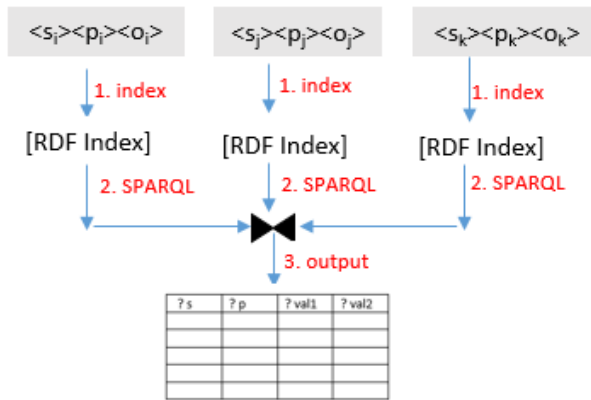 <sᵢ><pᵢ><oᵢ> <sⱼ><pⱼ><oⱼ> <sₖ><pₖ><oₖ>
1. index 1. index 1. index
[RDF Index] [RDF Index] [RDF Index]
2. SPARQL 2. SPARQL 2. SPARQL
3. output
? s ? p ? val1 ? val2